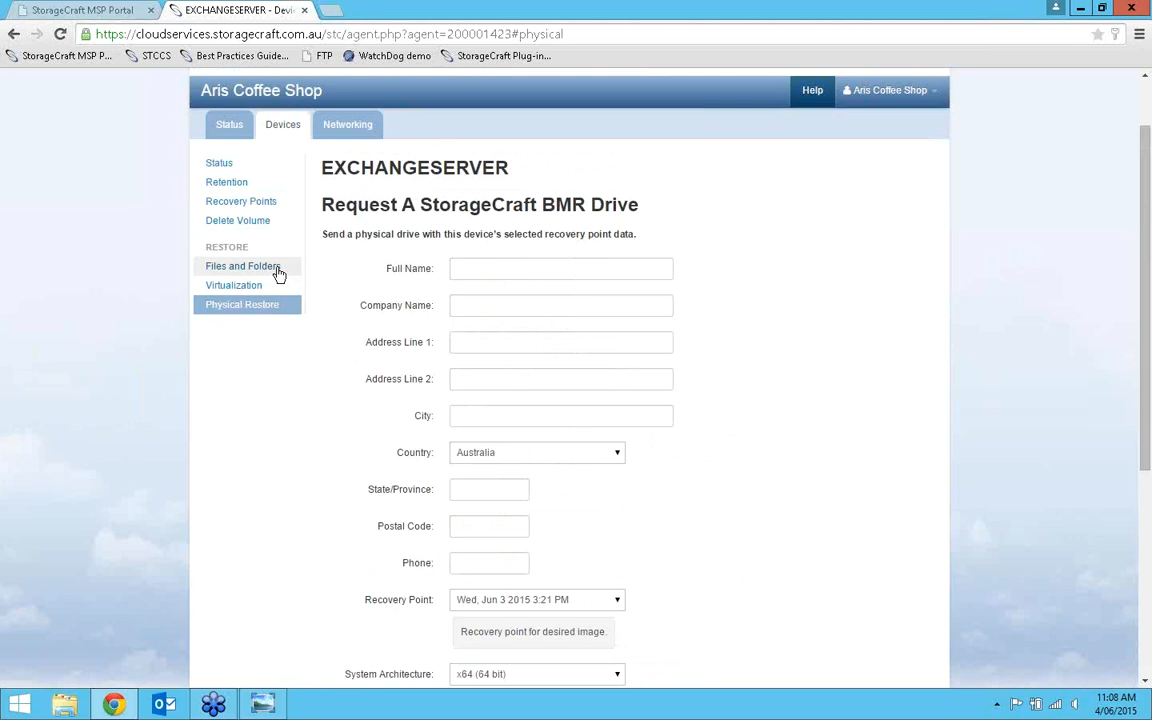 StorageCraft MSP Portal
EXCHANGESERVER - Devic
https://cloudservices.storagecraft.com.au/stc/agent.php?agent=200001423#physical
StorageCraft MSP P...
STCCS
Best Practices Guide...
FTP
WatchDog demo
StorageCraft Plug-in...
Aris Coffee Shop
Help
Aris Coffee Shop
Status
Devices
Networking
Status
Retention
Recovery Points
Delete Volume
RESTORE
Files and Folders
Virtualization
Physical Restore
EXCHANGESERVER
Request A StorageCraft BMR Drive
Send a physical drive with this device's selected recovery point data.
Full Name:
Company Name:
Address Line 1:
Address Line 2:
City:
Country:
Australia
State/Province:
Postal Code:
Phone:
Recovery Point:
Wed, Jun 3 2015 3:21 PM
Recovery point for desired image.
System Architecture:
x64 (64 bit)
11:08 AM
4/06/2015